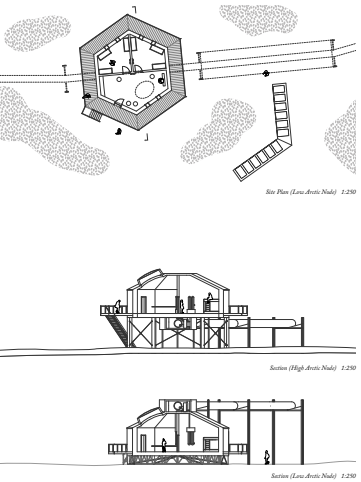 Site Plan (Low Arctic Node) 1:250
Section (High Arctic Node) 1:250
Section (Low Arctic Node) 1:250